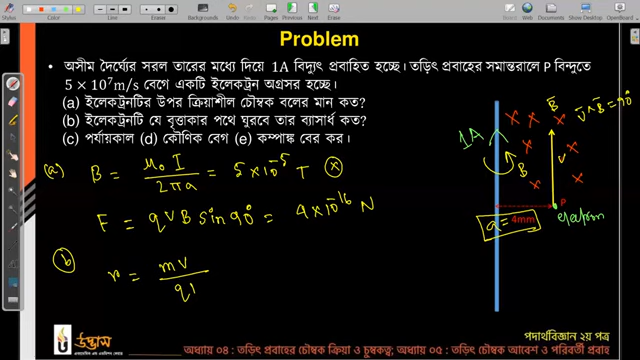 Problem
• অসীম দৈর্ঘ্যের সরল তারের মধ্যে দিয়ে 1A বিদ্যুৎ প্রবাহিত হচ্ছে। তড়িৎ প্রবাহের সমান্তরালে P বিন্দুতে
5 × 10⁷ m/s বেগে একটি ইলেকট্রন অগ্রসর হচ্ছে।
(a) ইলেকট্রনটির উপর ক্রিয়াশীল চৌম্বক বলের মান কত?
(b) ইলেকট্রনটি যে বৃত্তাকার পথে ঘুরবে তার ব্যাসার্ধ কত?
(c) পর্যায়কাল (d) কৌণিক বেগ (e) কম্পাঙ্ক বের কর।
(a) B = μ₀ I / 2πa = 5 × 10⁻⁵ T ⊗
F = qVB sin 90° = 4 × 10⁻¹⁶ N
(b) r = mv / q
1A
B
B̄
V̄ ^ B̄ = 90°
V
P
a = 4mm
উদ্ভাস
পদার্থবিজ্ঞান ২য় পত্র
অধ্যায় ০৪ : তড়িৎ প্রবাহের চৌম্বক ক্রিয়া ও চুম্বকত্ব, অধ্যায় ০৫ : তড়িৎ চৌম্বক আবেশ ও পরিবর্তী প্রবাহ